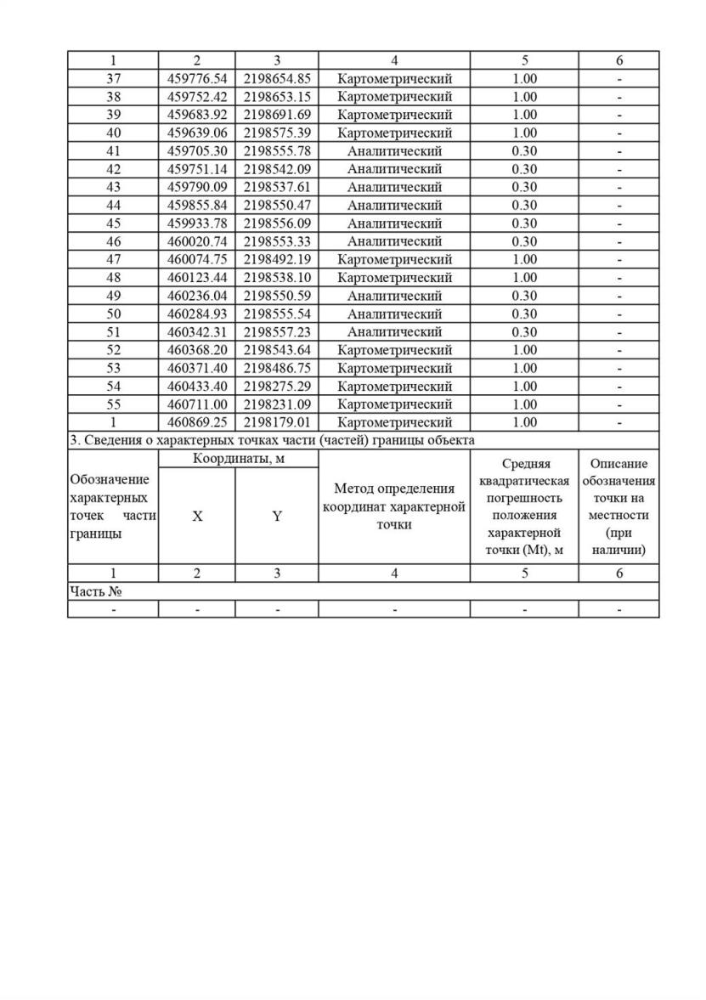 1 2 3 4 5 6
37 459776.54 2198654.85 Картометрический 1.00 -
38 459752.42 2198653.15 Картометрический 1.00 -
39 459683.92 2198691.69 Картометрический 1.00 -
40 459639.06 2198575.39 Картометрический 1.00 -
41 459705.30 2198555.78 Аналитический 0.30 -
42 459751.14 2198542.09 Аналитический 0.30 -
43 459790.09 2198537.61 Аналитический 0.30 -
44 459855.84 2198550.47 Аналитический 0.30 -
45 459933.78 2198556.09 Аналитический 0.30 -
46 460020.74 2198553.33 Аналитический 0.30 -
47 460074.75 2198492.19 Картометрический 1.00 -
48 460123.44 2198538.10 Картометрический 1.00 -
49 460236.04 2198550.59 Аналитический 0.30 -
50 460284.93 2198555.54 Аналитический 0.30 -
51 460342.31 2198557.23 Аналитический 0.30 -
52 460368.20 2198543.64 Картометрический 1.00 -
53 460371.40 2198486.75 Картометрический 1.00 -
54 460433.40 2198275.29 Картометрический 1.00 -
55 460711.00 2198231.09 Картометрический 1.00 -
1 460869.25 2198179.01 Картометрический 1.00 -
3. Сведения о характерных точках части (частей) границы объекта
Обозначение
характерных
точек части
границы
Координаты, м
X Y
Метод определения
координат характерной
точки
Средняя
квадратическая
погрешность
положения
характерной
точки (Mt), м
Описание
обозначения
точки на
местности
(при
наличии)
1 2 3 4 5 6
Часть №
- - - - - -